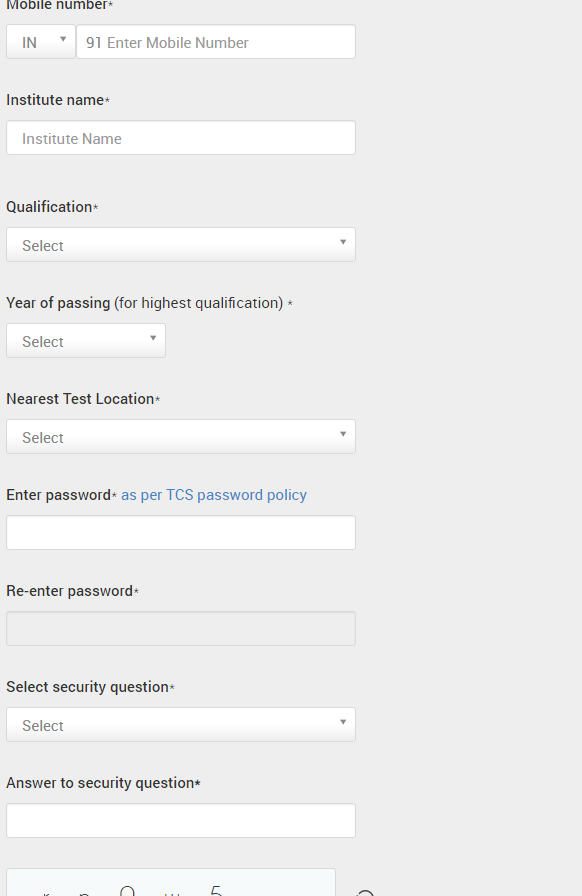 Mobile number*
IN 91 Enter Mobile Number
Institute name*
Institute Name
Qualification*
Select
Year of passing (for highest qualification) *
Select
Nearest Test Location*
Select
Enter password* as per TCS password policy
Re-enter password*
Select security question*
Select
Answer to security question*